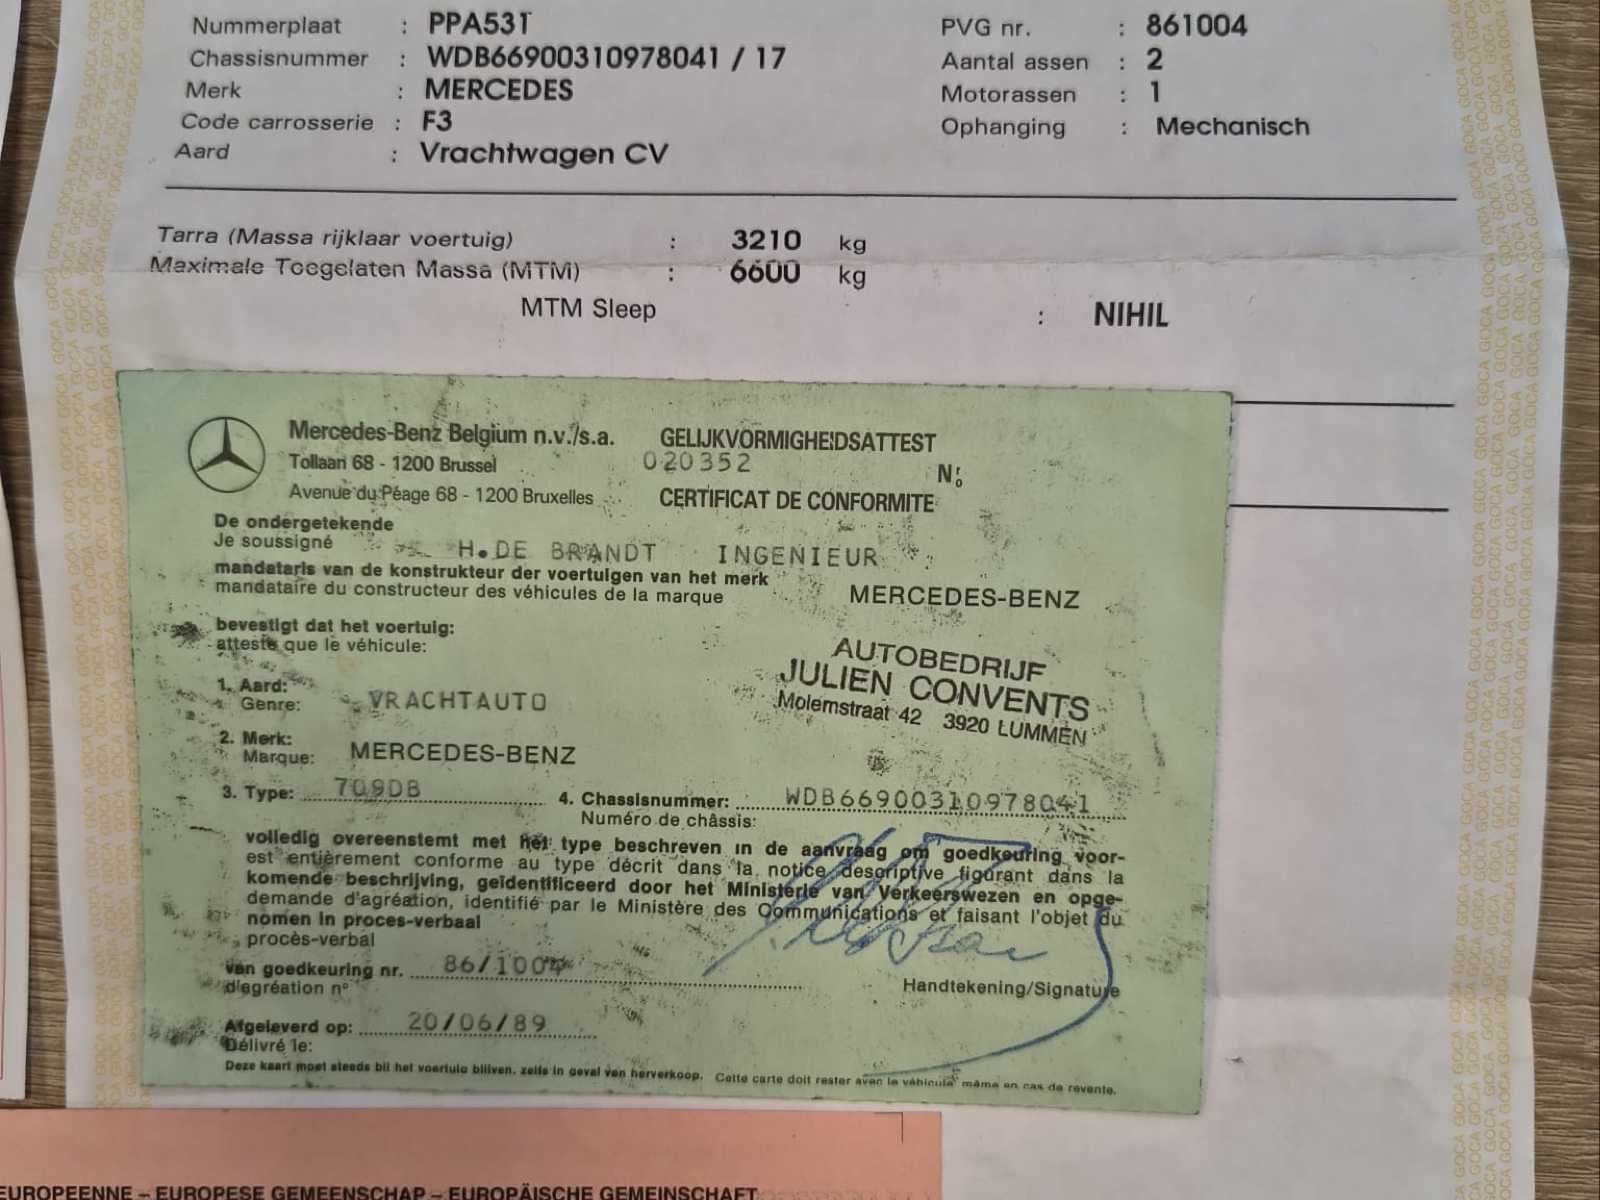 Nummerplaat : PPA531
PVG nr. : 861004
Chassisnummer : WDB66900310978041 / 17
Aantal assen : 2
Merk : MERCEDES
Motorassen : 1
Code carrosserie : F3
Ophanging : Mechanisch
Aard : Vrachtwagen CV
Tarra (Massa rijklaar voertuig) : 3210 kg
Maximale Toegelaten Massa (MTM) : 6600 kg
MTM Sleep : NIHIL
Mercedes-Benz Belgium n.v./s.a.
Tollaan 68 - 1200 Brussel
Avenue du Péage 68 - 1200 Bruxelles
GELIJKVORMIGHEIDSATTEST
020352
Nr.o
CERTIFICAT DE CONFORMITE
De ondergetekende
Je soussigné
H.DE BRANDT INGENIEUR
mandataris van de konstrukteur der voertuigen van het merk
mandataire du constructeur des véhicules de la marque
MERCEDES-BENZ
bevestigt dat het voertuig:
atteste que le véhicule:
AUTOBEDRIJF
JULIEN CONVENTS
Molemstraat 42 3920 LUMMEN
1. Aard:
Genre:
VRACHTAUTO
2. Merk:
Marque:
MERCEDES-BENZ
3. Type: 709DB
4. Chassisnummer: WDB66900310978041
Numéro de châssis:
volledig overeenstemt met het type beschreven in de aanvraag om goedkeuring voor-
est entièrement conforme au type décrit dans la notice descriptive figurant dans la
komende beschrijving, geïdentificeerd door het Ministerie van Verkeerswezen en opge-
demande d'agréation, identifié par le Ministère des Communications et faisant l'objet du
nomen in proces-verbaal
procès-verbal
van goedkeuring nr. 86/1004
d'agréation n°
Handtekening/Signature
Afgeleverd op: 20/06/89
Délivré le:
Deze kaart moet steeds bij het voertuig blijven, zelfs in geval van herverkoop. Cette carte doit rester avec le véhicule même en cas de revente.
EUROPEENNE – EUROPESE GEMEENSCHAP – EUROPÄISCHE GEMEINSCHAFT
GOCA GOCA GOCA GOCA